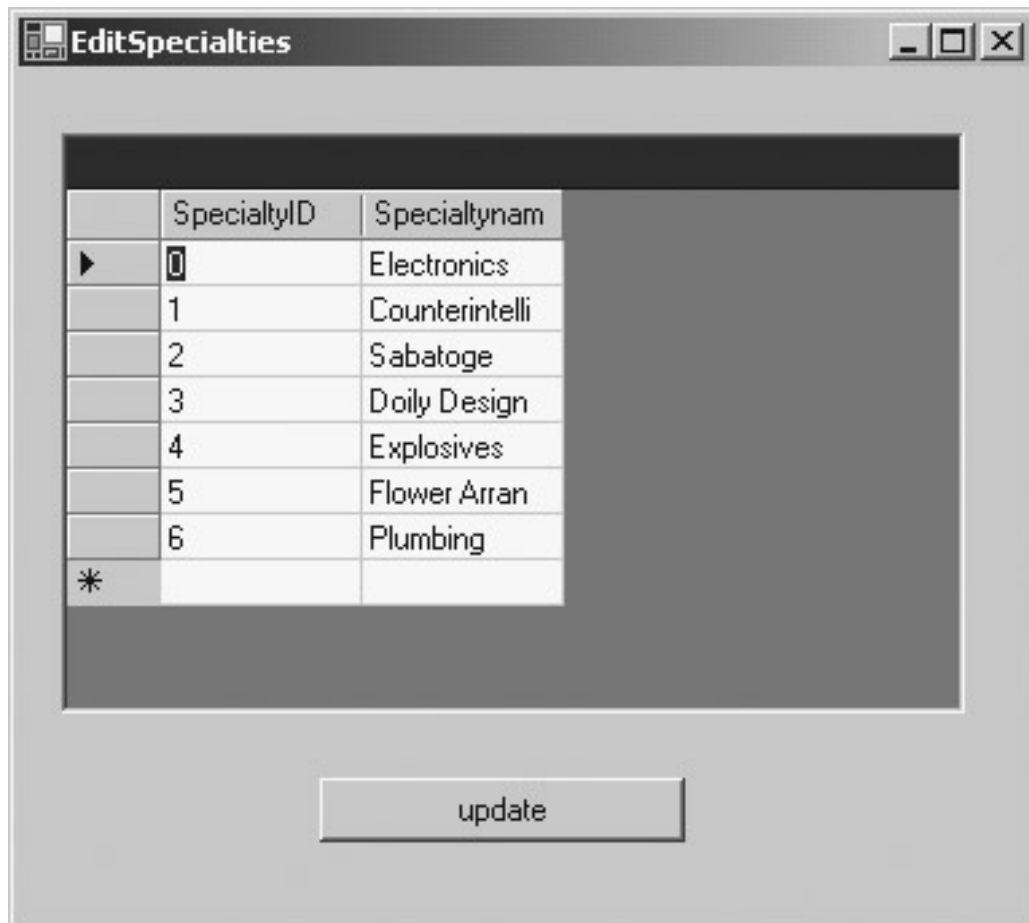 EditSpecialties
SpecialtyID Specialtynam
0 Electronics
1 Counterintelli
2 Sabatoge
3 Doily Design
4 Explosives
5 Flower Arran
6 Plumbing
update